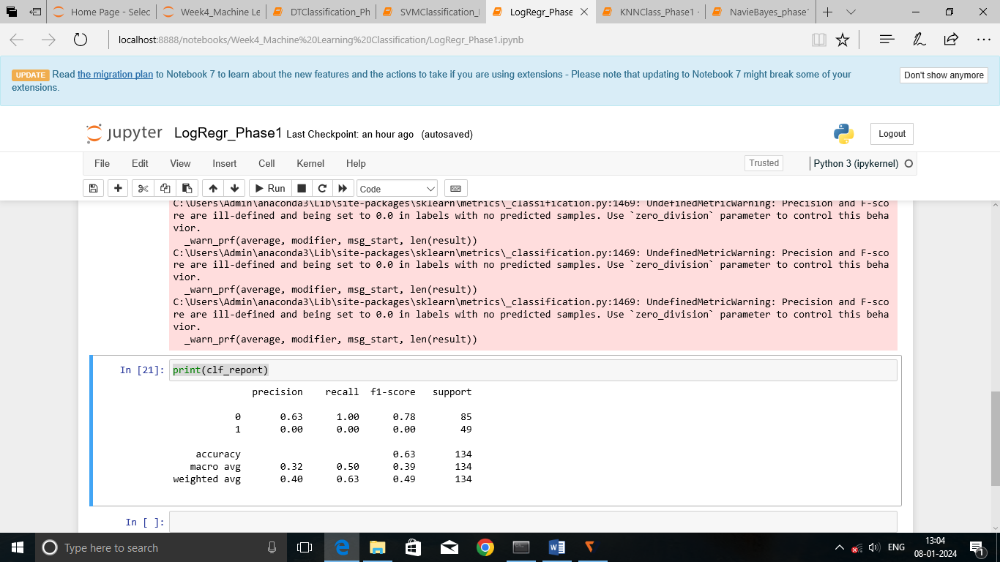 Home Page - Selec
Week4_Machine Le
DTClassification_Ph
SVMClassification_
LogRegr_Phase
KNNClass_Phase1 -
NavieBayes_phase1
localhost:8888/notebooks/Week4_Machine%20Learning%20Classification/LogRegr_Phase1.ipynb
UPDATE Read the migration plan to Notebook 7 to learn about the new features and the actions to take if you are using extensions - Please note that updating to Notebook 7 might break some of your
extensions.
Don't show anymore
jupyter LogRegr_Phase1 Last Checkpoint: an hour ago (autosaved)
Logout
File Edit View Insert Cell Kernel Help
Trusted
Python 3 (ipykernel)
Run
Code
C:\Users\Admin\anaconda3\Lib\site-packages\sklearn\metrics\_classification.py:1469: UndefinedMetricWarning: Precision and F-sco
re are ill-defined and being set to 0.0 in labels with no predicted samples. Use `zero_division` parameter to control this beha
vior.
_warn_prf(average, modifier, msg_start, len(result))
C:\Users\Admin\anaconda3\Lib\site-packages\sklearn\metrics\_classification.py:1469: UndefinedMetricWarning: Precision and F-sco
re are ill-defined and being set to 0.0 in labels with no predicted samples. Use `zero_division` parameter to control this beha
vior.
_warn_prf(average, modifier, msg_start, len(result))
C:\Users\Admin\anaconda3\Lib\site-packages\sklearn\metrics\_classification.py:1469: UndefinedMetricWarning: Precision and F-sco
re are ill-defined and being set to 0.0 in labels with no predicted samples. Use `zero_division` parameter to control this beha
vior.
_warn_prf(average, modifier, msg_start, len(result))
In [21]: print(clf_report)
precision recall f1-score support
0 0.63 1.00 0.78 85
1 0.00 0.00 0.00 49
accuracy 0.63 134
macro avg 0.32 0.50 0.39 134
weighted avg 0.40 0.63 0.49 134
In [ ]:
Type here to search
ENG
13:04
08-01-2024
1